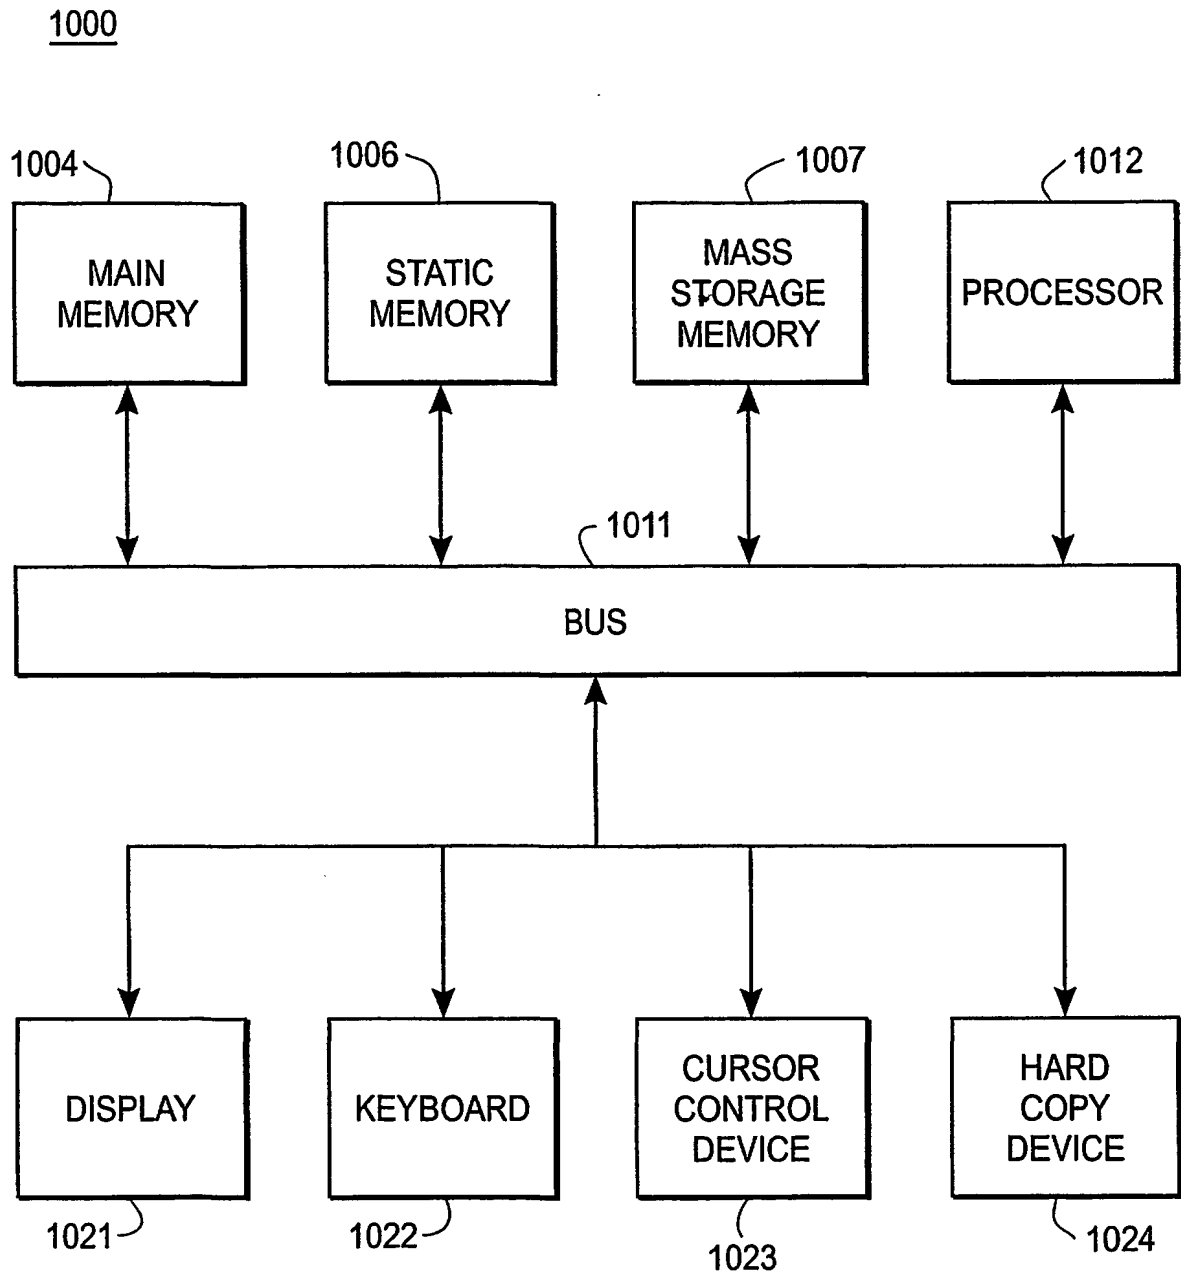 1000
1004
1006
1007
1012
MAIN
MEMORY
STATIC
MEMORY
MASS
STORAGE
MEMORY
PROCESSOR
1011
BUS
DISPLAY
KEYBOARD
CURSOR
CONTROL
DEVICE
HARD
COPY
DEVICE
1021
1022
1023
1024